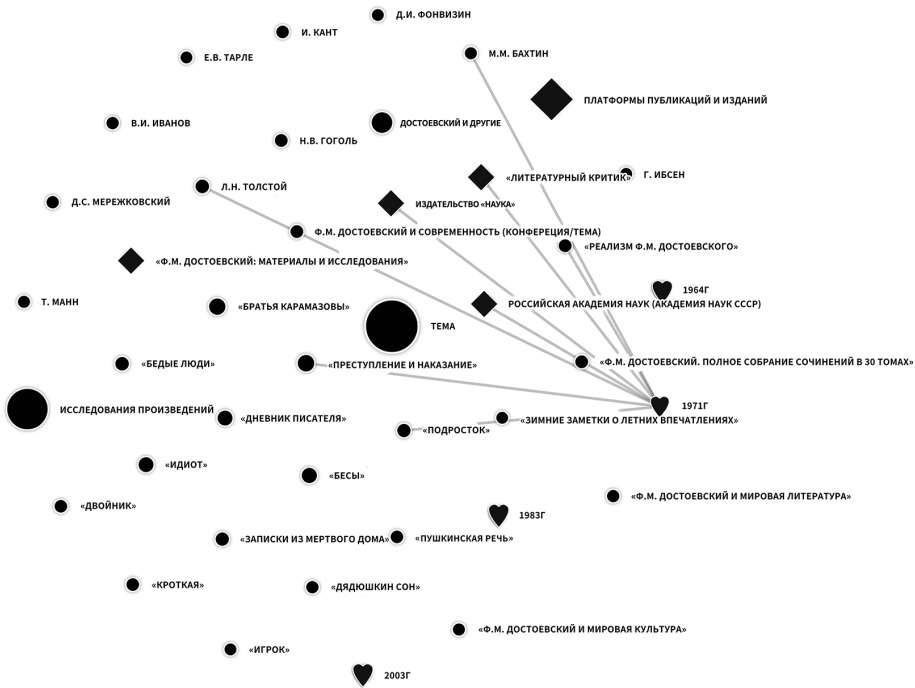 Д.И. ФОНВИЗИН
И. КАНТ
М.М. БАХТИН
Е.В. ТАРЛЕ
ПЛАТФОРМЫ ПУБЛИКАЦИЙ И ИЗДАНИЙ
В.И. ИВАНОВ
ДОСТОЕВСКИЙ И ДРУГИЕ
Н.В. ГОГОЛЬ
Г. ИБСЕН
«ЛИТЕРАТУРНЫЙ КРИТИК»
Л.Н. ТОЛСТОЙ
Д.С. МЕРЕЖКОВСКИЙ
ИЗДАТЕЛЬСТВО «НАУКА»
Ф.М. ДОСТОЕВСКИЙ И СОВРЕМЕННОСТЬ (КОНФЕРЕЦИЯ/ТЕМА)
«РЕАЛИЗМ Ф.М. ДОСТОЕВСКОГО»
«Ф.М. ДОСТОЕВСКИЙ: МАТЕРИАЛЫ И ИССЛЕДОВАНИЯ»
1964Г
Т. МАНН
РОССИЙСКАЯ АКАДЕМИЯ НАУК (АКАДЕМИЯ НАУК СССР)
«БРАТЬЯ КАРАМАЗОВЫ»
ТЕМА
«Ф.М. ДОСТОЕВСКИЙ. ПОЛНОЕ СОБРАНИЕ СОЧИНЕНИЙ В 30 ТОМАХ»
«БЕДЫЕ ЛЮДИ»
«ПРЕСТУПЛЕНИЕ И НАКАЗАНИЕ»
1971Г
ИССЛЕДОВАНИЯ ПРОИЗВЕДЕНИЙ
«ДНЕВНИК ПИСАТЕЛЯ»
«ЗИМНИЕ ЗАМЕТКИ О ЛЕТНИХ ВПЕЧАТЛЕНИЯХ»
«ПОДРОСТОК»
«ИДИОТ»
«БЕСЫ»
«Ф.М. ДОСТОЕВСКИЙ И МИРОВАЯ ЛИТЕРАТУРА»
«ДВОЙНИК»
1983Г
«ЗАПИСКИ ИЗ МЕРТВОГО ДОМА»
«ПУШКИНСКАЯ РЕЧЬ»
«КРОТКАЯ»
«ДЯДЮШКИН СОН»
«Ф.М. ДОСТОЕВСКИЙ И МИРОВАЯ КУЛЬТУРА»
«ИГРОК»
2003Г